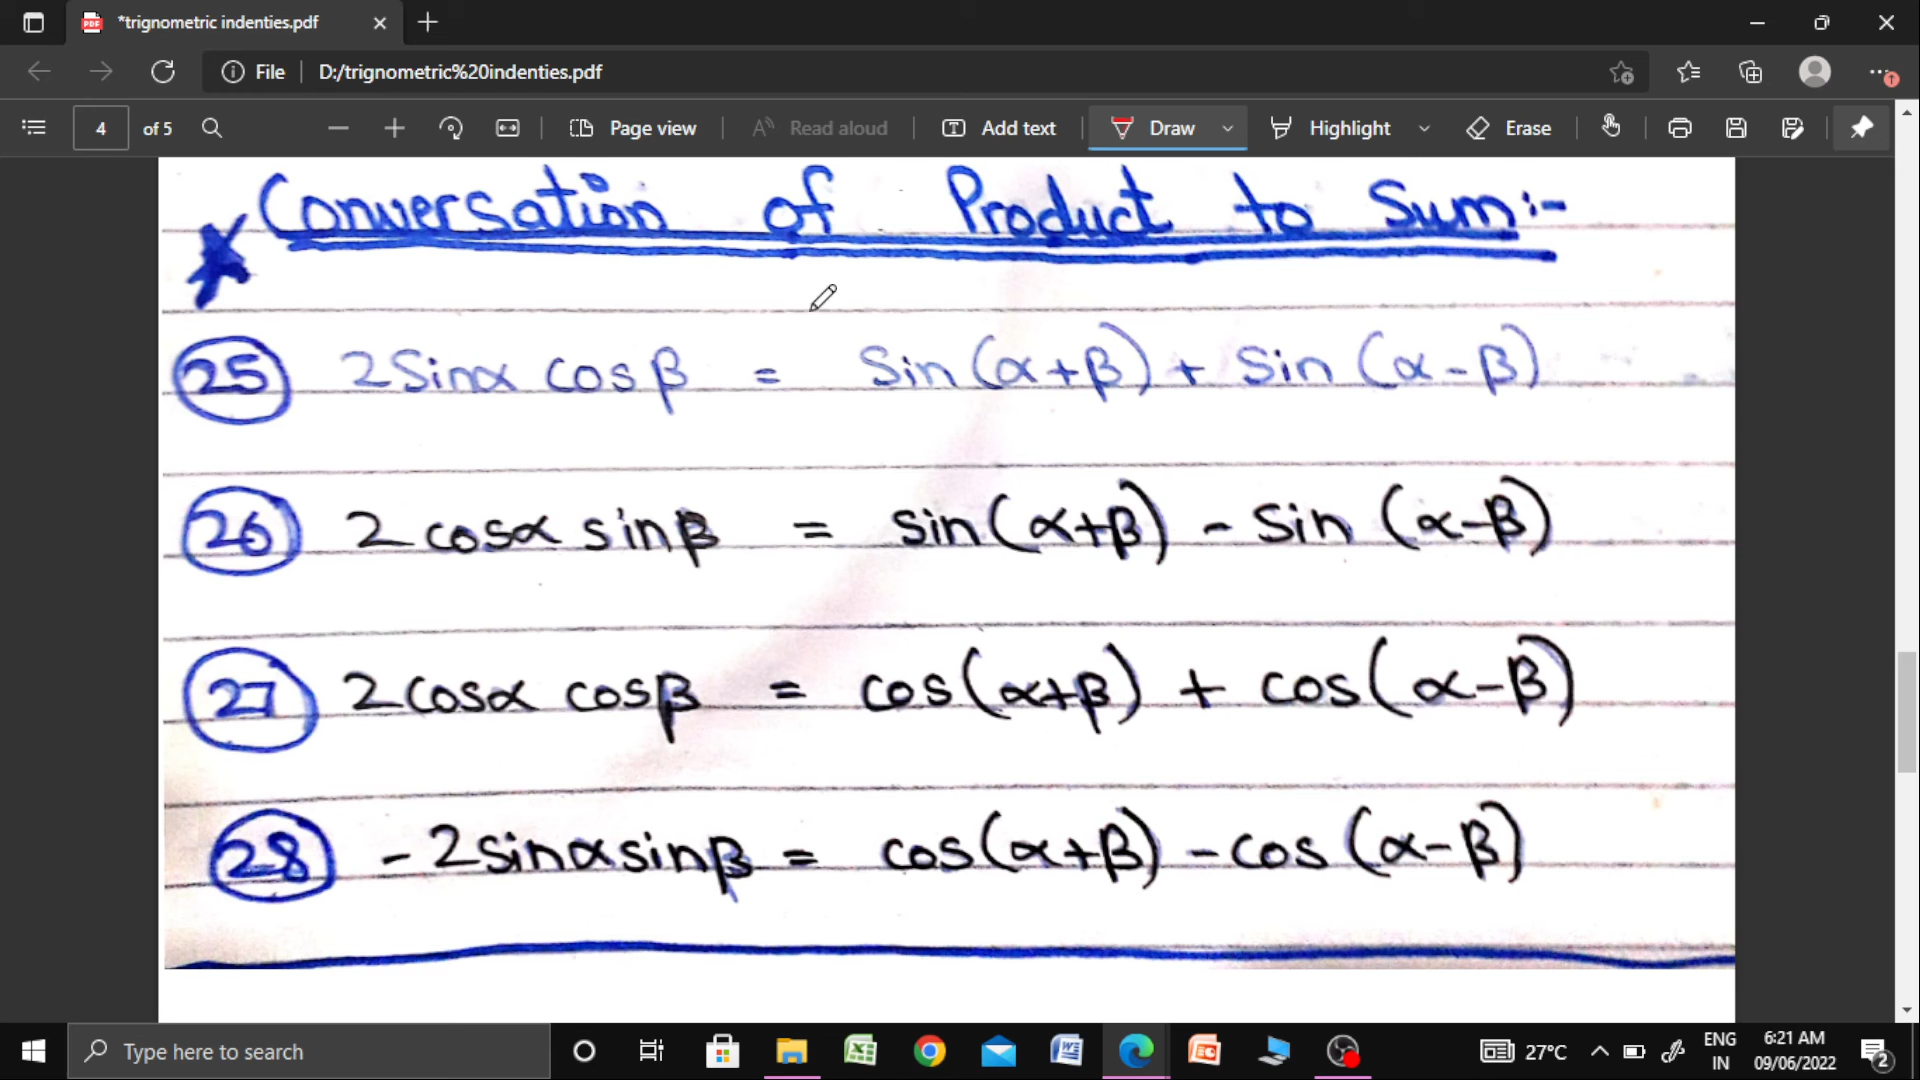 *trignometric indenties.pdf
File D:/trignometric%20indenties.pdf
4 of 5 Page view Read aloud Add text Draw Highlight Erase
Conversation of Product to Sum:-
25 2Sinα cosβ = Sin(α+β) + Sin(α-β)
26 2cosα sinβ = sin(α+β) - Sin(α-β)
27 2cosα cosβ = cos(α+β) + cos(α-β)
28 -2sinαsinβ = cos(α+β) - cos(α-β)
Type here to search
27°C
ENG
IN
6:21 AM
09/06/2022
2